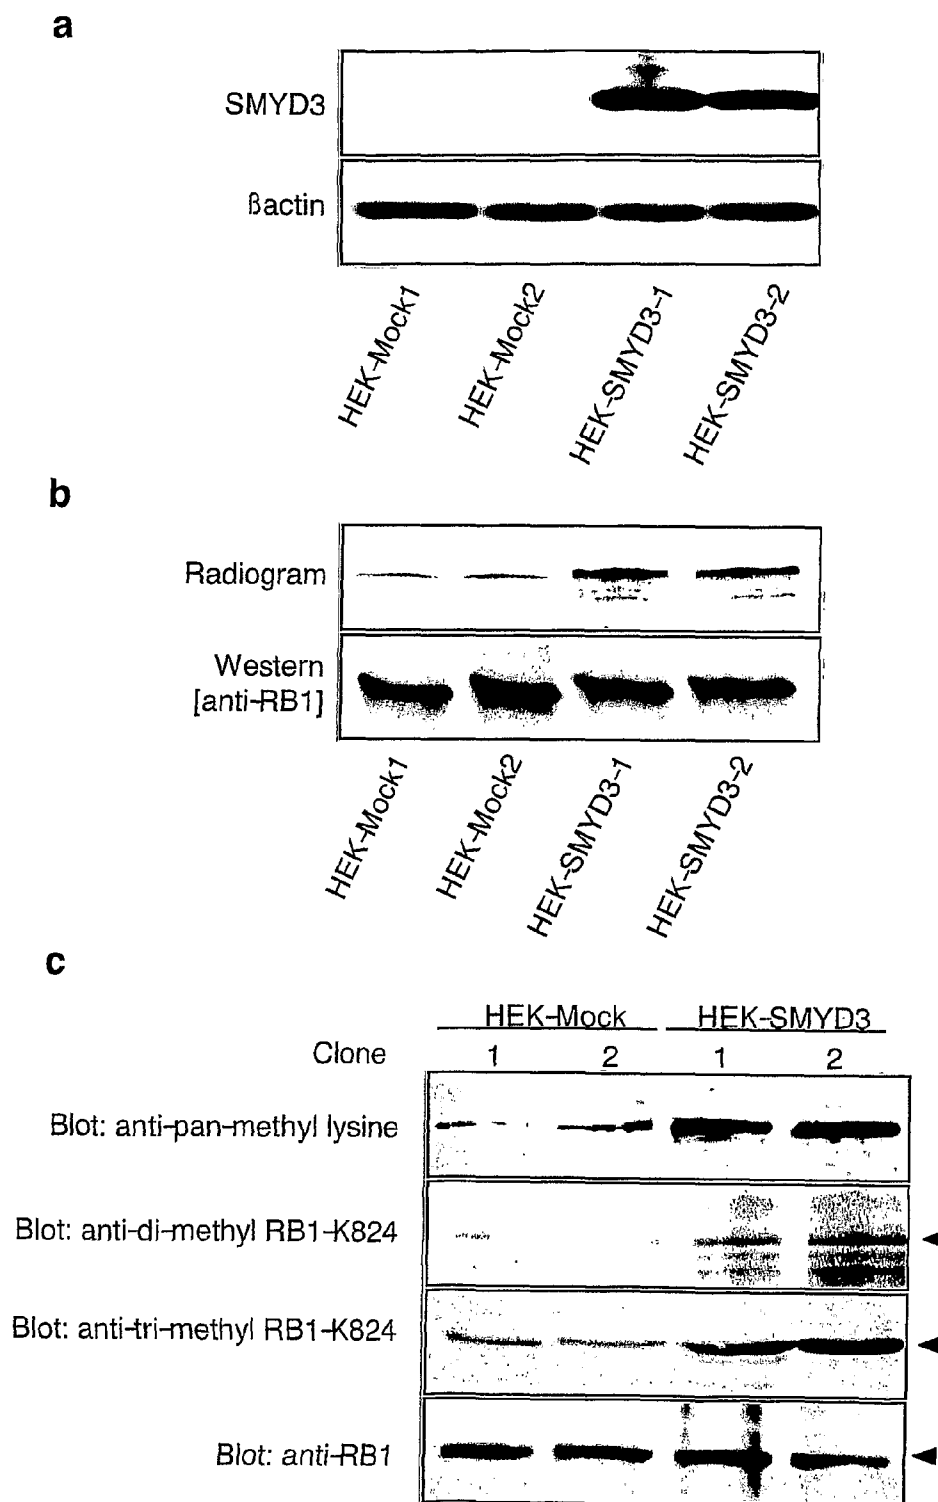 a
SMYD3
βactin
HEK-Mock1
HEK-Mock2
HEK-SMYD3-1
HEK-SMYD3-2
b
Radiogram
Western
[anti-RB1]
HEK-Mock1
HEK-Mock2
HEK-SMYD3-1
HEK-SMYD3-2
c
HEK-Mock HEK-SMYD3
Clone 1 2 1 2
Blot: anti-pan-methyl lysine
Blot: anti-di-methyl RB1-K824
Blot: anti-tri-methyl RB1-K824
Blot: anti-RB1